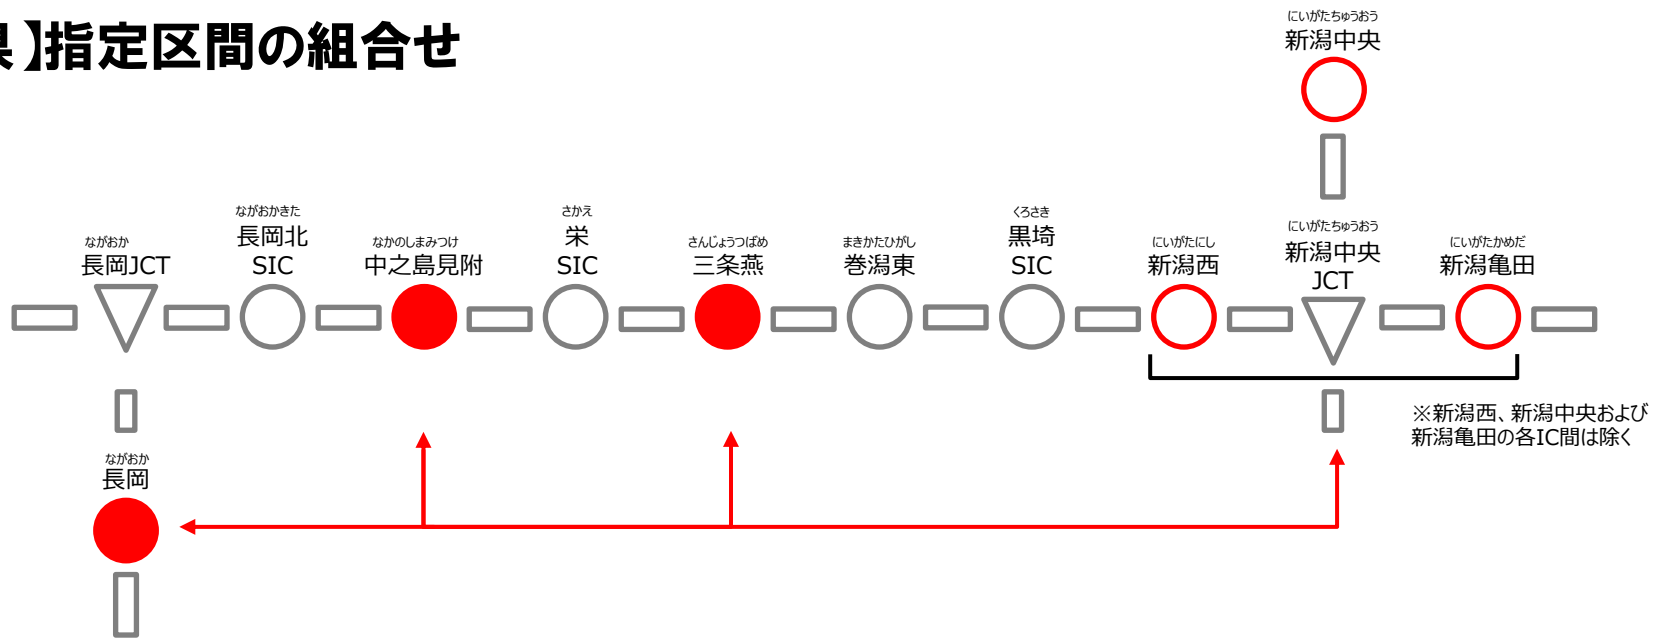 県】指定区間の組合せ
にいがたちゅうおう
新潟中央
ながおか
長岡JCT
ながおかきた
長岡北
SIC
なかのしまみつけ
中之島見附
さかえ
栄
SIC
さんじょうつばめ
三条燕
まきかたひがし
巻潟東
くろさき
黒埼
SIC
にいがたにし
新潟西
にいがたちゅうおう
新潟中央
JCT
にいがたかめだ
新潟亀田
※新潟西、新潟中央および
※新潟亀田の各IC間は除く
ながおか
長岡